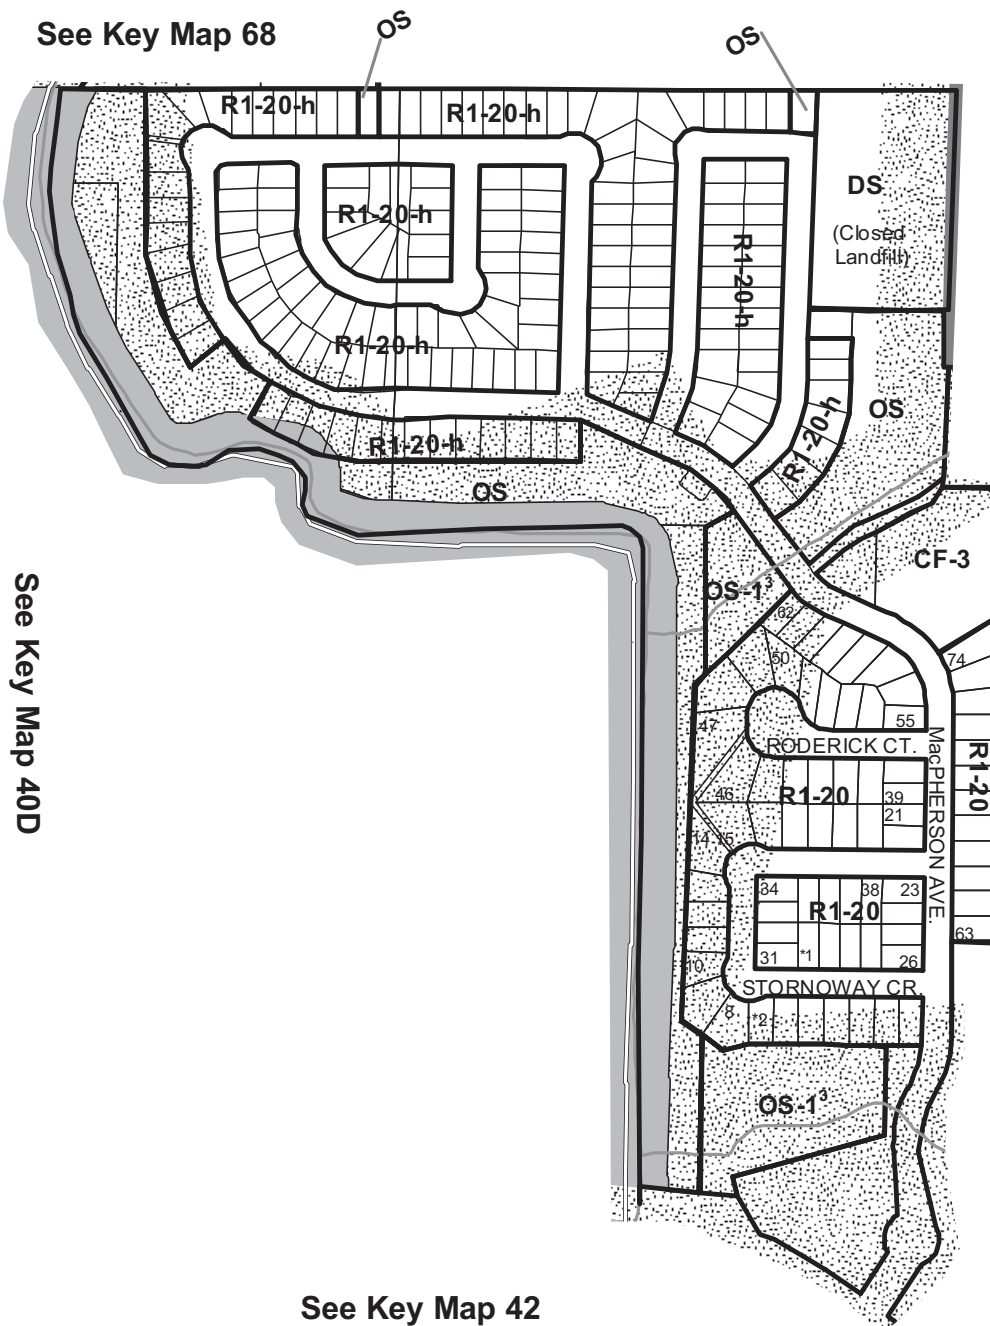 See Key Map 68
OS
OS
R1-20-h
R1-20-h
DS
(Closed
Landfill)
R1-20-h
R1-20-h
R1-20-h
R1-20-h
OS
R1-20-h
OS
CF-3
OS-1³
See Key Map 40D
62
50
74
47
55
RODERICK CT.
MacPHERSON AVE.
R1-20
46
R1-20
39
21
14
15
34
38
23
R1-20
63
31
*1
26
10
STORNOWAY CR.
8
*2
OS-1³
See Key Map 42